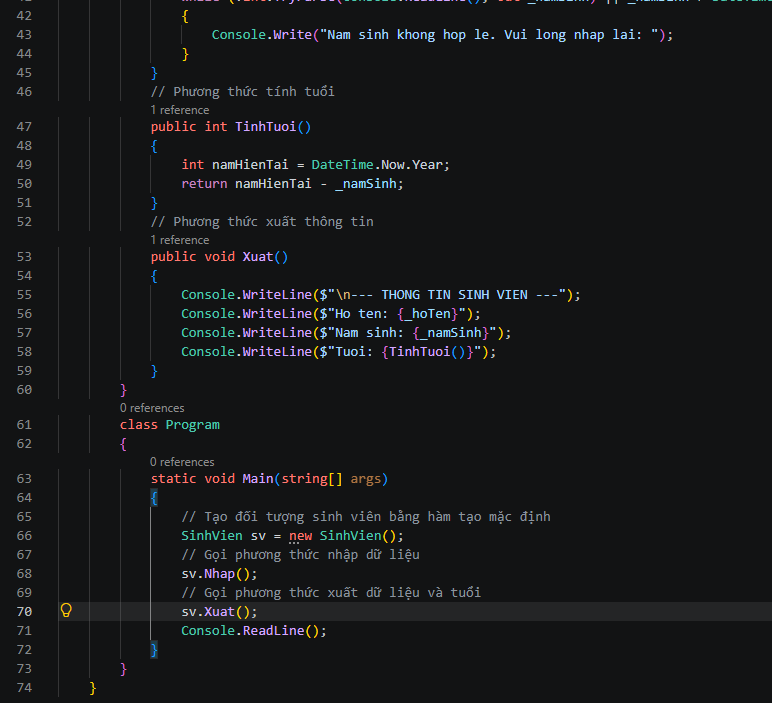 42 {
43 Console.Write("Nam sinh khong hop le. Vui long nhap lai: ");
44 }
45 }
46 // Phương thức tính tuổi
1 reference
47 public int TinhTuoi()
48 {
49 int namHienTai = DateTime.Now.Year;
50 return namHienTai - _namSinh;
51 }
52 // Phương thức xuất thông tin
1 reference
53 public void Xuat()
54 {
55 Console.WriteLine($"\n--- THONG TIN SINH VIEN ---");
56 Console.WriteLine($"Ho ten: {_hoTen}");
57 Console.WriteLine($"Nam sinh: {_namSinh}");
58 Console.WriteLine($"Tuoi: {TinhTuoi()}");
59 }
60 }
0 references
61 class Program
62 {
0 references
63 static void Main(string[] args)
64 {
65 // Tạo đối tượng sinh viên bằng hàm tạo mặc định
66 SinhVien sv = new SinhVien();
67 // Gọi phương thức nhập dữ liệu
68 sv.Nhap();
69 // Gọi phương thức xuất dữ liệu và tuổi
70 sv.Xuat();
71 Console.ReadLine();
72 }
73 }
74 }